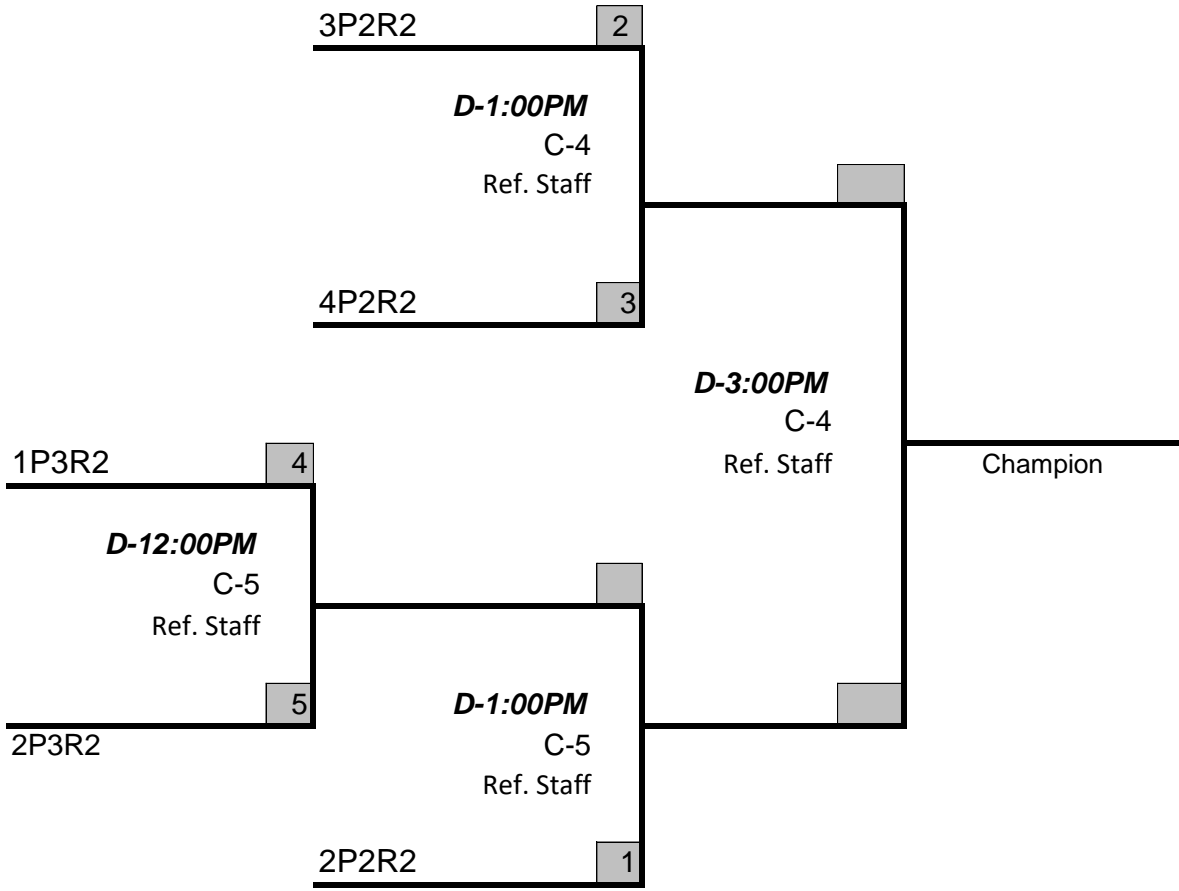 3P2R2 2
D-1:00PM
C-4
Ref. Staff
4P2R2 3
D-3:00PM
C-4
Ref. Staff
Champion
1P3R2 4
D-12:00PM
C-5
Ref. Staff
5
2P3R2
D-1:00PM
C-5
Ref. Staff
2P2R2 1